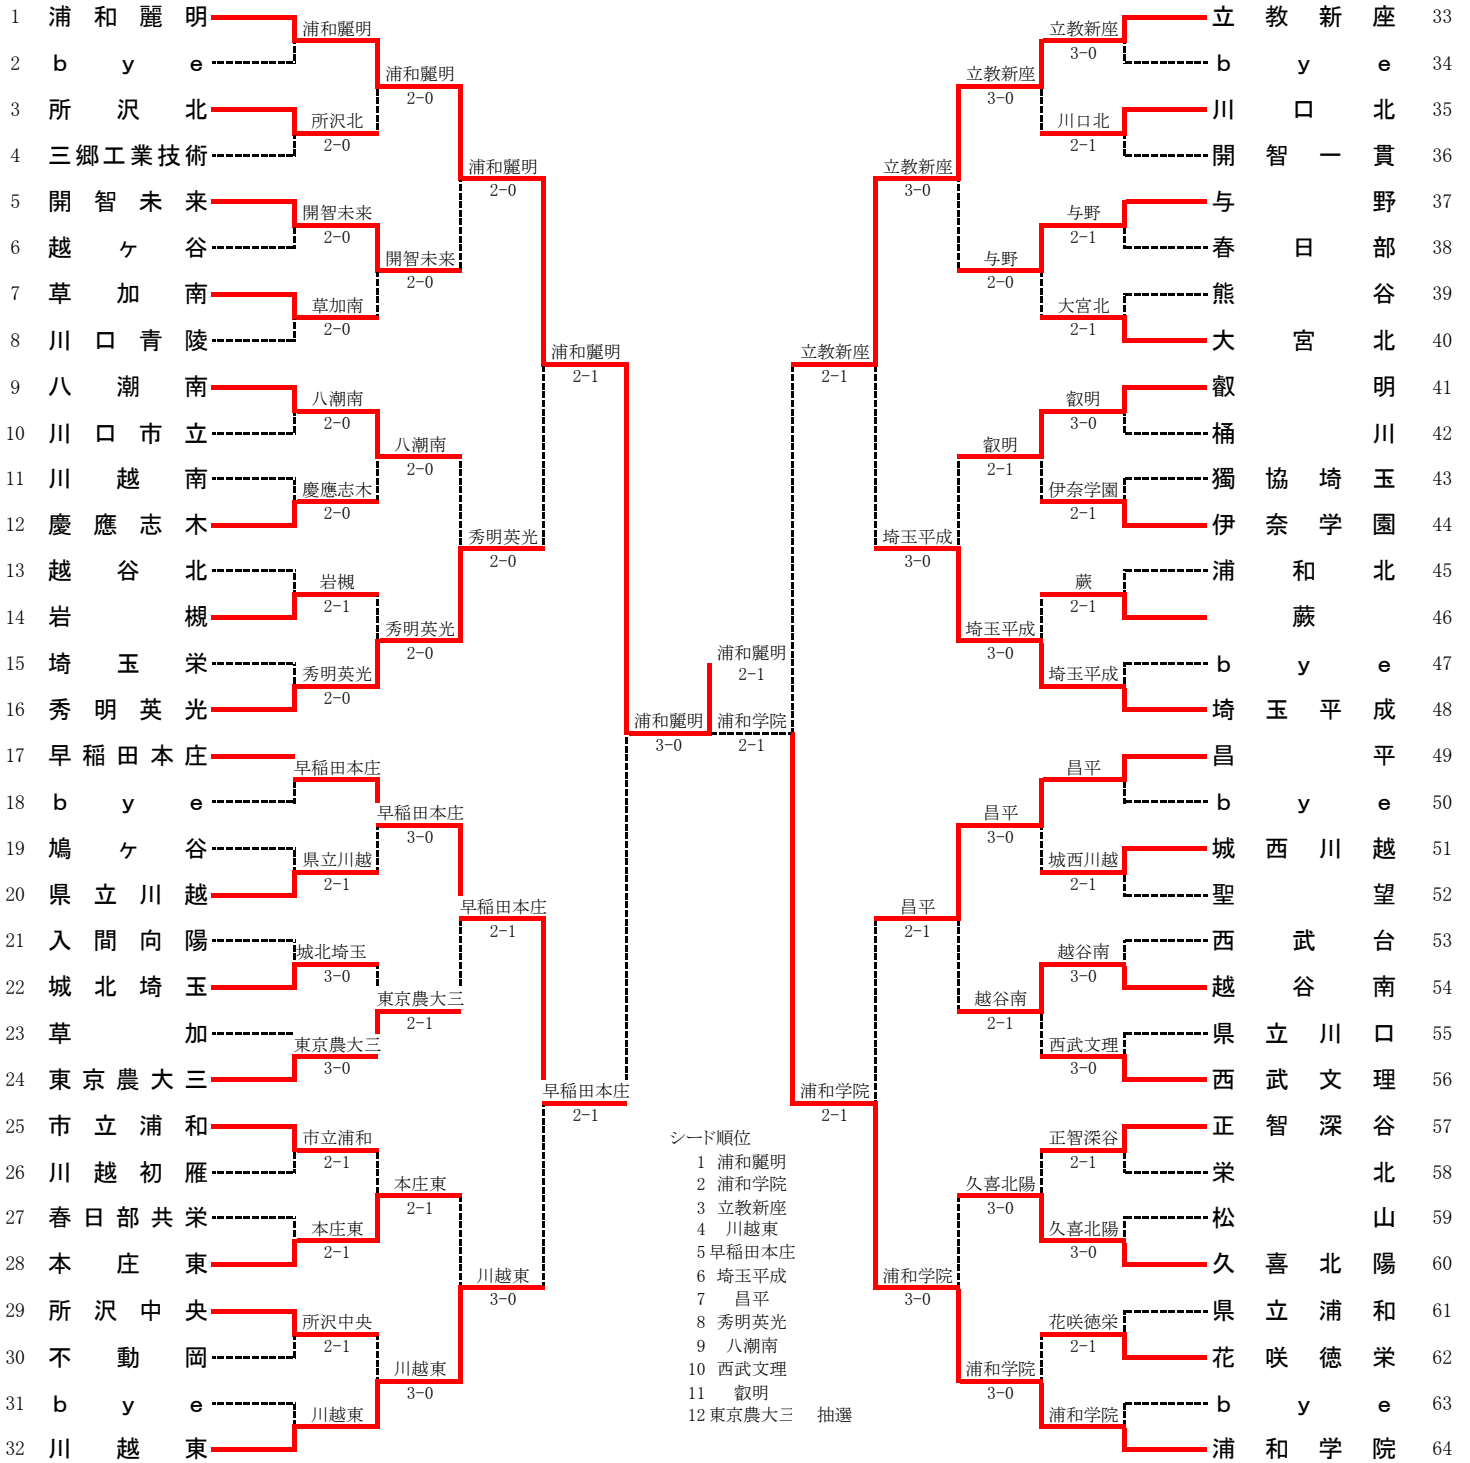 1 浦和麗明
2 bye
3 所沢北
4 三郷工業技術
5 開智未来
6 越ヶ谷
7 草加南
8 川口青陵
9 八潮南
10 川口市立
11 川越南
12 慶應志木
13 越谷北
14 岩槻
15 埼玉栄
16 秀明英光
17 早稲田本庄
18 bye
19 鳩ヶ谷
20 県立川越
21 入間向陽
22 城北埼玉
23 草加
24 東京農大三
25 市立浦和
26 川越初雁
27 春日部共栄
28 本庄東
29 所沢中央
30 不動岡
31 bye
32 川越東
浦和麗明
所沢北
2-0
開智未来
2-0
草加南
2-0
八潮南
2-0
慶應志木
2-0
岩槻
2-1
秀明英光
2-0
早稲田本庄
県立川越
2-1
城北埼玉
3-0
東京農大三
3-0
市立浦和
2-1
本庄東
2-1
所沢中央
2-1
川越東
浦和麗明
2-0
開智未来
2-0
八潮南
2-0
秀明英光
2-0
早稲田本庄
3-0
東京農大三
2-1
本庄東
2-1
川越東
3-0
浦和麗明
2-0
秀明英光
2-0
早稲田本庄
2-1
川越東
3-0
浦和麗明
2-1
早稲田本庄
2-1
浦和麗明
3-0
浦和麗明
2-1
浦和学院
2-1
シード順位
1 浦和麗明
2 浦和学院
3 立教新座
4 川越東
5 早稲田本庄
6 埼玉平成
7 昌平
8 秀明英光
9 八潮南
10 西武文理
11 叡明
12 東京農大三 抽選
立教新座
2-1
浦和学院
2-1
立教新座
3-0
埼玉平成
3-0
昌平
2-1
浦和学院
3-0
立教新座
3-0
与野
2-0
叡明
2-1
埼玉平成
3-0
昌平
3-0
越谷南
2-1
久喜北陽
3-0
浦和学院
3-0
立教新座
3-0
川口北
2-1
与野
2-1
大宮北
2-1
叡明
3-0
伊奈学園
2-1
蕨
2-1
埼玉平成
昌平
城西川越
2-1
越谷南
3-0
西武文理
3-0
正智深谷
2-1
久喜北陽
3-0
花咲徳栄
2-1
浦和学院
立教新座 33
bye 34
川口北 35
開智一貫 36
与野 37
春日部 38
熊谷 39
大宮北 40
叡明 41
桶川 42
獨協埼玉 43
伊奈学園 44
浦和北 45
蕨 46
bye 47
埼玉平成 48
昌平 49
bye 50
城西川越 51
聖望 52
西武台 53
越谷南 54
県立川口 55
西武文理 56
正智深谷 57
栄北 58
松山 59
久喜北陽 60
県立浦和 61
花咲徳栄 62
bye 63
浦和学院 64